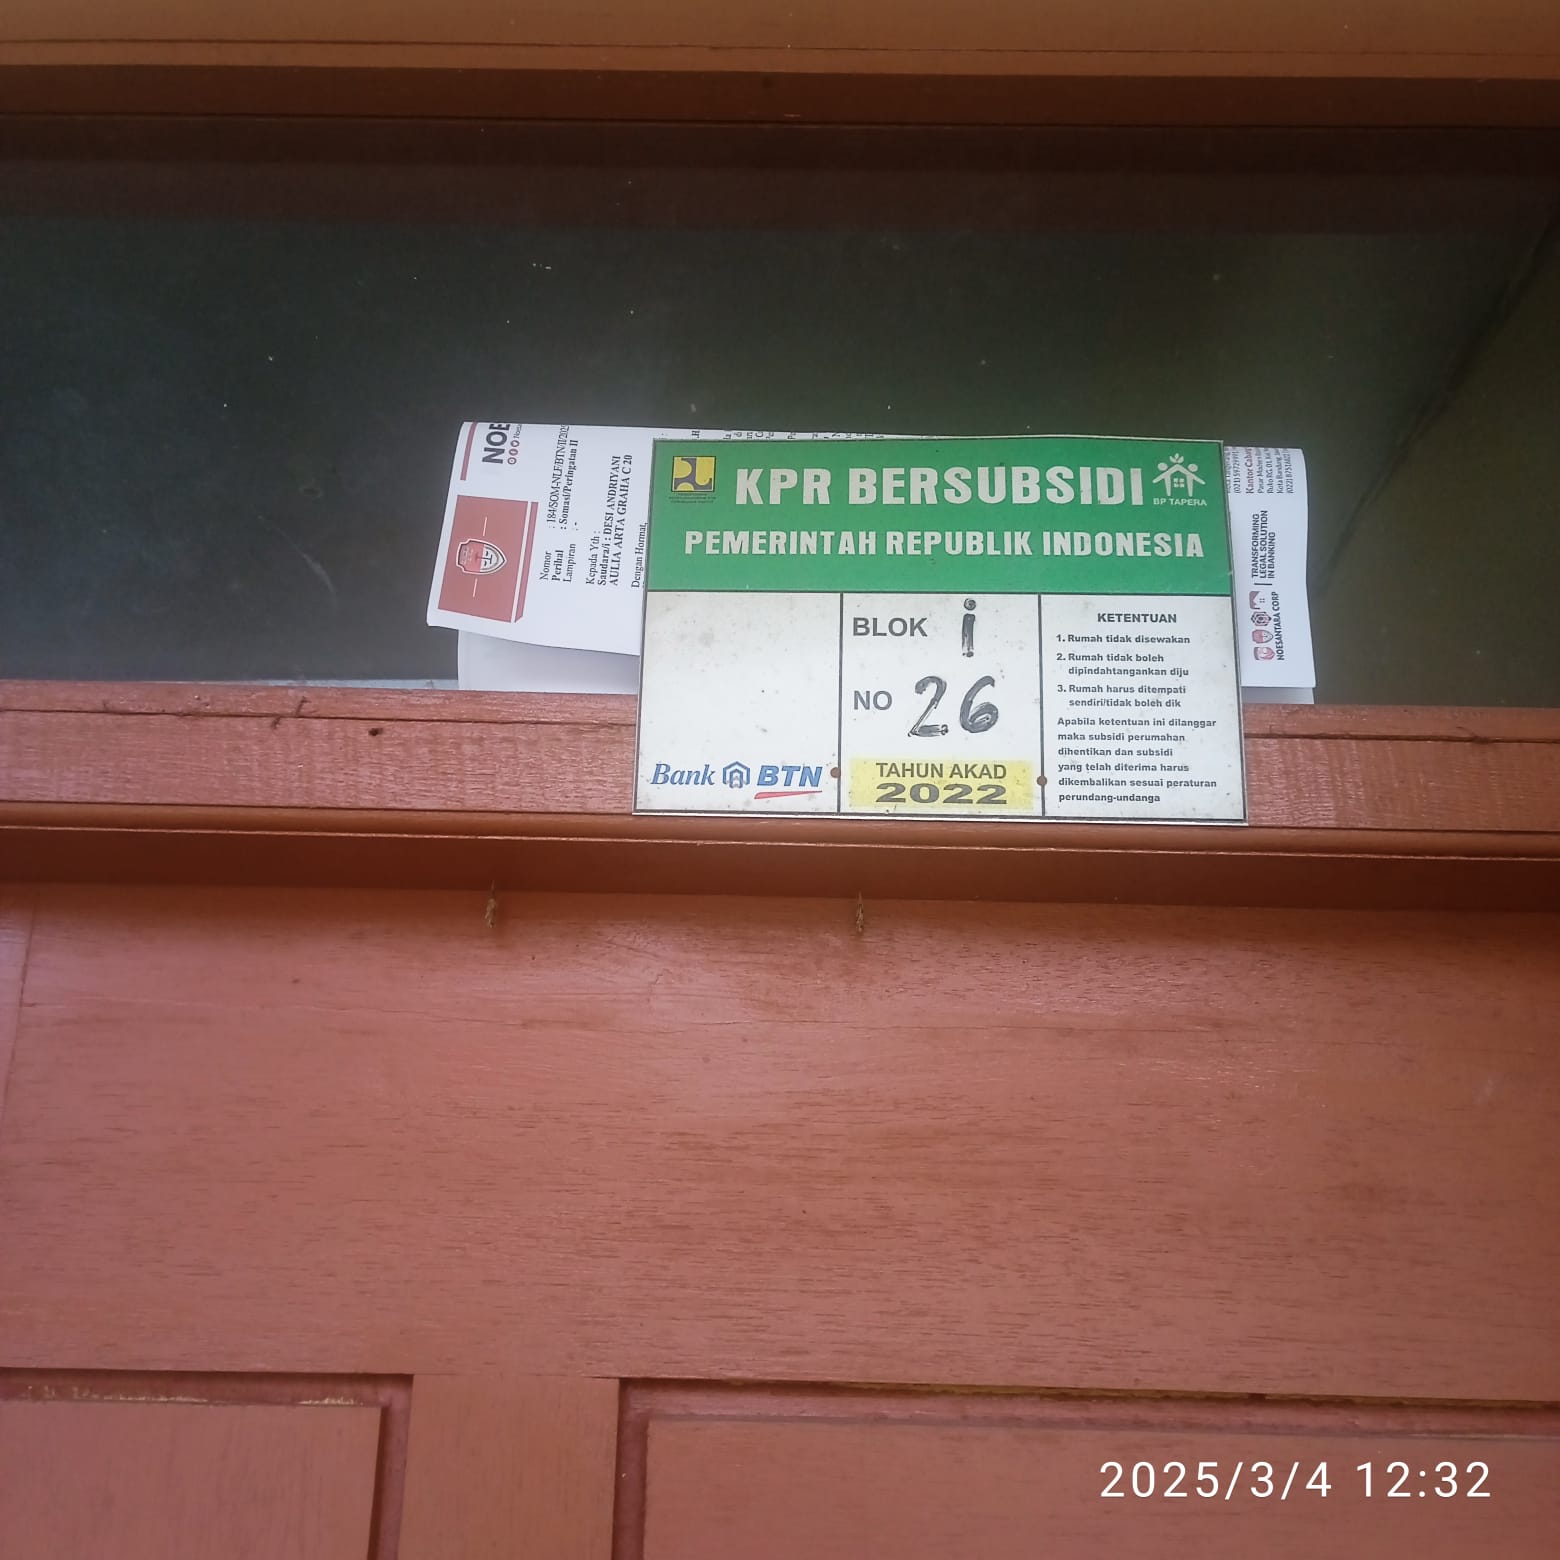 NOE
Nomor : 184/SOM-NLF/BTN/II/202
Perihal : Somasi/Peringatan II
Lampiran : -
Kepada Yth :
Saudara/i : DESI ANDRIYANI
AULIA ARTA GRAHA C 20
Dengan Hormat,
KPR BERSUBSIDI
BP TAPERA
PEMERINTAH REPUBLIK INDONESIA
BLOK i
NO 26
Bank BTN
TAHUN AKAD
2022
KETENTUAN
1. Rumah tidak disewakan
2. Rumah tidak boleh
dipindahtangankan diju
3. Rumah harus ditempati
sendiri/tidak boleh dik
Apabila ketentuan ini dilanggar
maka subsidi perumahan
dihentikan dan subsidi
yang telah diterima harus
dikembalikan sesuai peraturan
perundang-undanga
TRANSFORMING
LEGAL SOLUTION
IN BANKING
NOESANTARA CORP
2025/3/4 12:32